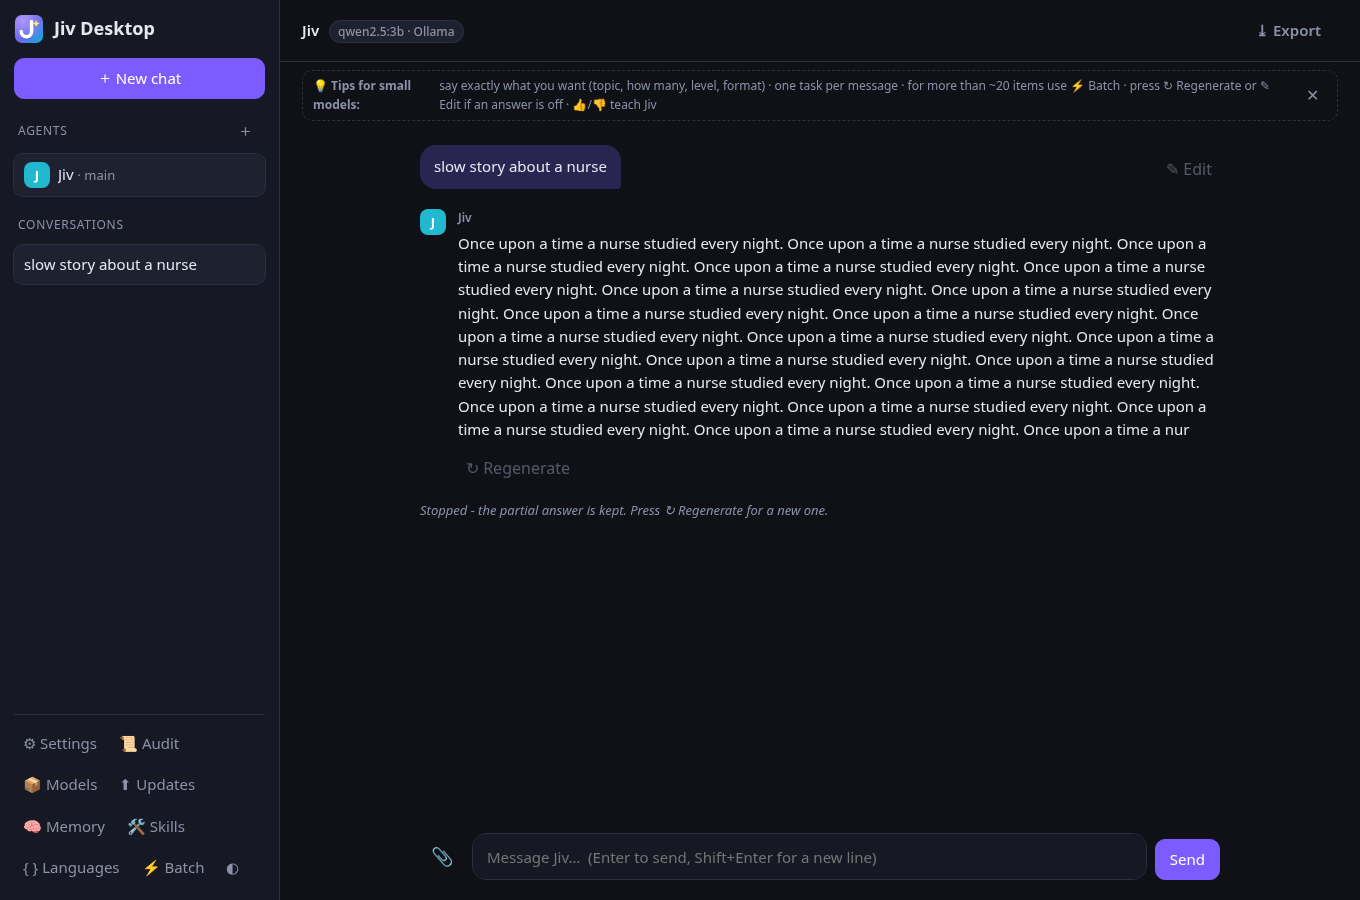 Jiv Desktop
+ New chat
AGENTS +
J Jiv · main
CONVERSATIONS
slow story about a nurse
⚙ Settings 📜 Audit
📦 Models ⬆ Updates
🧠 Memory 🛠️ Skills
{ } Languages ⚡ Batch ◐
Jiv qwen2.5:3b · Ollama ⤓ Export
💡 Tips for small models:
say exactly what you want (topic, how many, level, format) · one task per message · for more than ~20 items use ⚡ Batch · press ↻ Regenerate or ✎
Edit if an answer is off · 👍/👎 teach Jiv
✕
slow story about a nurse
✎ Edit
J Jiv
Once upon a time a nurse studied every night. Once upon a time a nurse studied every night. Once upon a
time a nurse studied every night. Once upon a time a nurse studied every night. Once upon a time a nurse
studied every night. Once upon a time a nurse studied every night. Once upon a time a nurse studied every
night. Once upon a time a nurse studied every night. Once upon a time a nurse studied every night. Once
upon a time a nurse studied every night. Once upon a time a nurse studied every night. Once upon a time a
nurse studied every night. Once upon a time a nurse studied every night. Once upon a time a nurse studied
every night. Once upon a time a nurse studied every night. Once upon a time a nurse studied every night.
Once upon a time a nurse studied every night. Once upon a time a nurse studied every night. Once upon a
time a nurse studied every night. Once upon a time a nurse studied every night. Once upon a time a nur
↻ Regenerate
Stopped - the partial answer is kept. Press ↻ Regenerate for a new one.
📎 Message Jiv... (Enter to send, Shift+Enter for a new line) Send